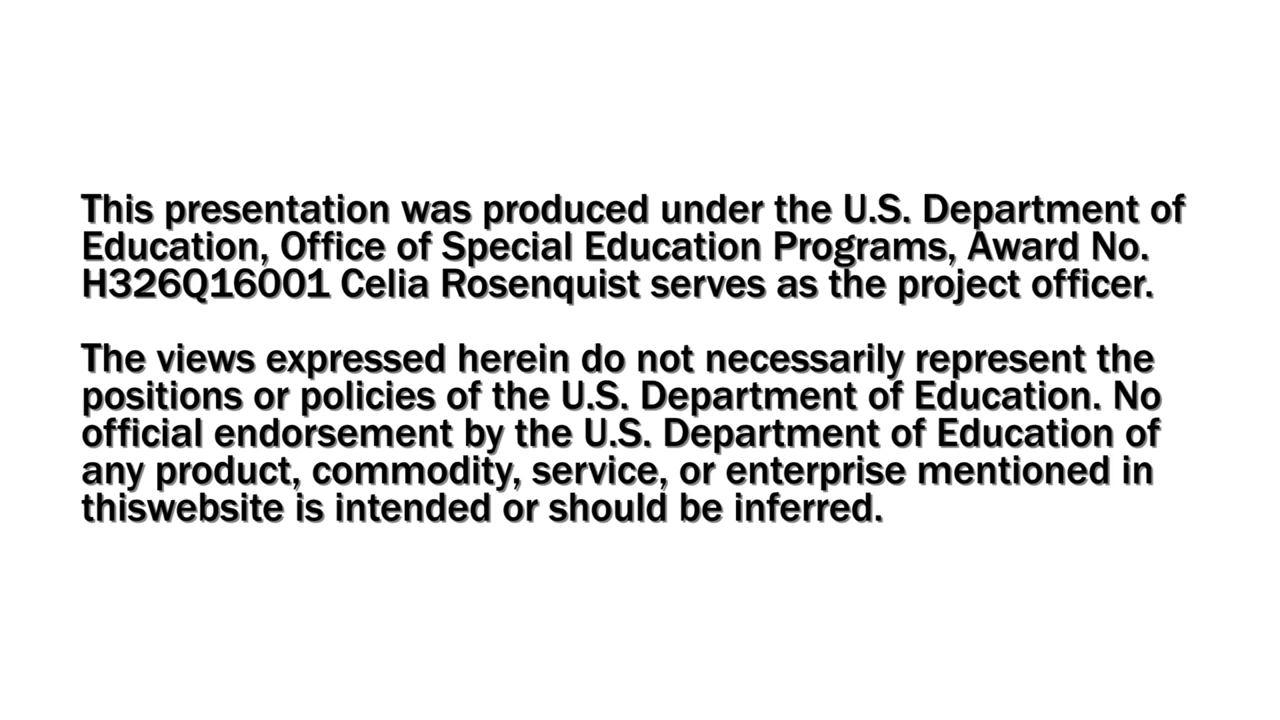 This presentation was produced under the U.S. Department of
Education, Office of Special Education Programs, Award No.
H326Q16001 Celia Rosenquist serves as the project officer.
The views expressed herein do not necessarily represent the
positions or policies of the U.S. Department of Education. No
official endorsement by the U.S. Department of Education of
any product, commodity, service, or enterprise mentioned in
thiswebsite is intended or should be inferred.